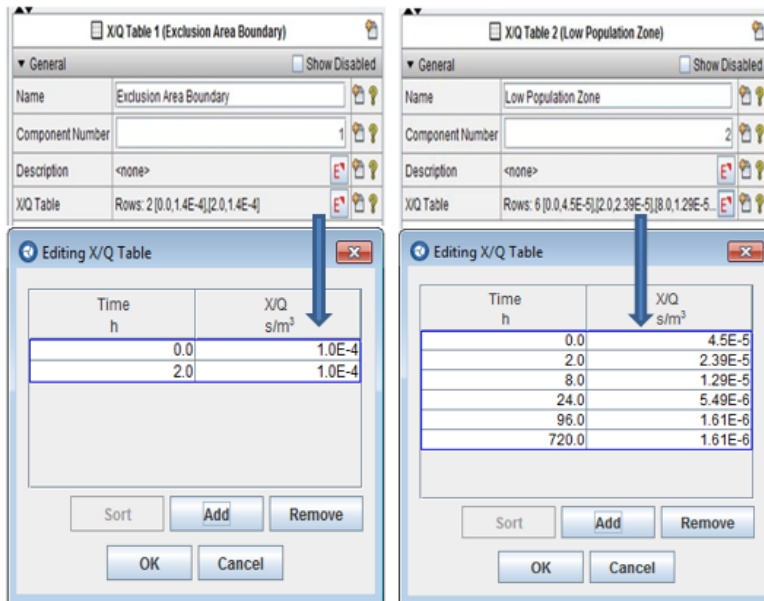 X/Q Table 1 (Exclusion Area Boundary)
General
Show Disabled
Name
Exclusion Area Boundary
Component Number
1
Description
<none>
X/Q Table
Rows: 2 [0.0,1.4E-4],[2.0,1.4E-4]
Editing X/Q Table
Time X/Q
h s/m³
0.0 1.0E-4
2.0 1.0E-4
Sort Add Remove
OK Cancel
X/Q Table 2 (Low Population Zone)
General
Show Disabled
Name
Low Population Zone
Component Number
2
Description
<none>
X/Q Table
Rows: 6 [0.0,4.5E-5],[2.0,2.39E-5],[8.0,1.29E-5...
Editing X/Q Table
Time X/Q
h s/m³
0.0 4.5E-5
2.0 2.39E-5
8.0 1.29E-5
24.0 5.49E-6
96.0 1.61E-6
720.0 1.61E-6
Sort Add Remove
OK Cancel